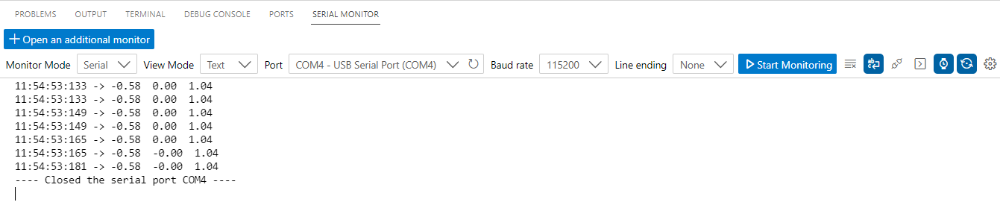 PROBLEMS OUTPUT TERMINAL DEBUG CONSOLE PORTS SERIAL MONITOR
Open an additional monitor
Monitor Mode Serial View Mode Text Port COM4 - USB Serial Port (COM4) Baud rate 115200 Line ending None Start Monitoring
11:54:53:133 -> -0.58  0.00  1.04
11:54:53:133 -> -0.58  0.00  1.04
11:54:53:149 -> -0.58  0.00  1.04
11:54:53:149 -> -0.58  0.00  1.04
11:54:53:165 -> -0.58  0.00  1.04
11:54:53:165 -> -0.58  -0.00  1.04
11:54:53:181 -> -0.58  -0.00  1.04
---- Closed the serial port COM4 ----